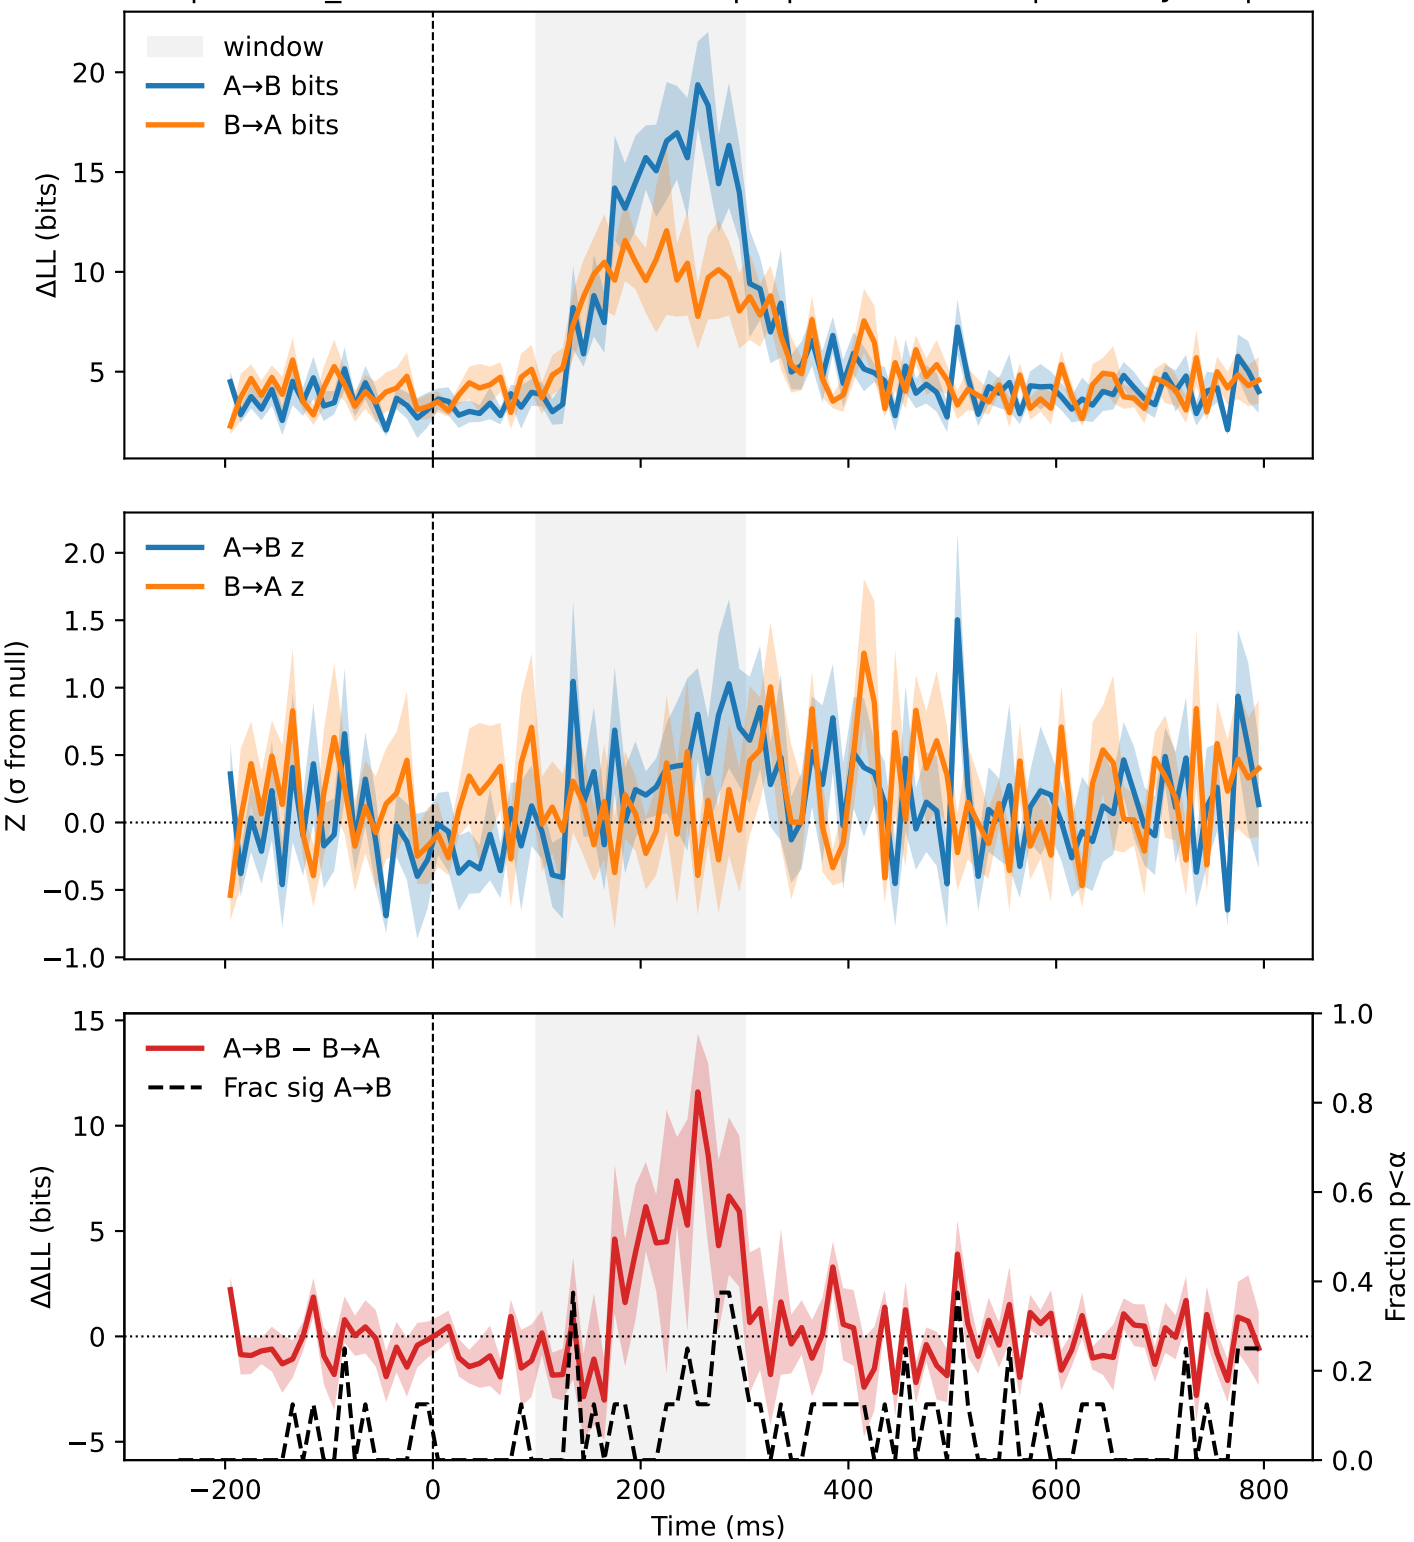 window
A→B bits
B→A bits
20
15
10
5
ΔLL (bits)
A→B z
B→A z
2.0
1.5
1.0
0.5
0.0
−0.5
−1.0
Z (σ from null)
A→B − B→A
Frac sig A→B
15
10
5
0
−5
ΔΔLL (bits)
1.0
0.8
0.6
0.4
0.2
0.0
Fraction p<α
−200 0 200 400 600 800
Time (ms)